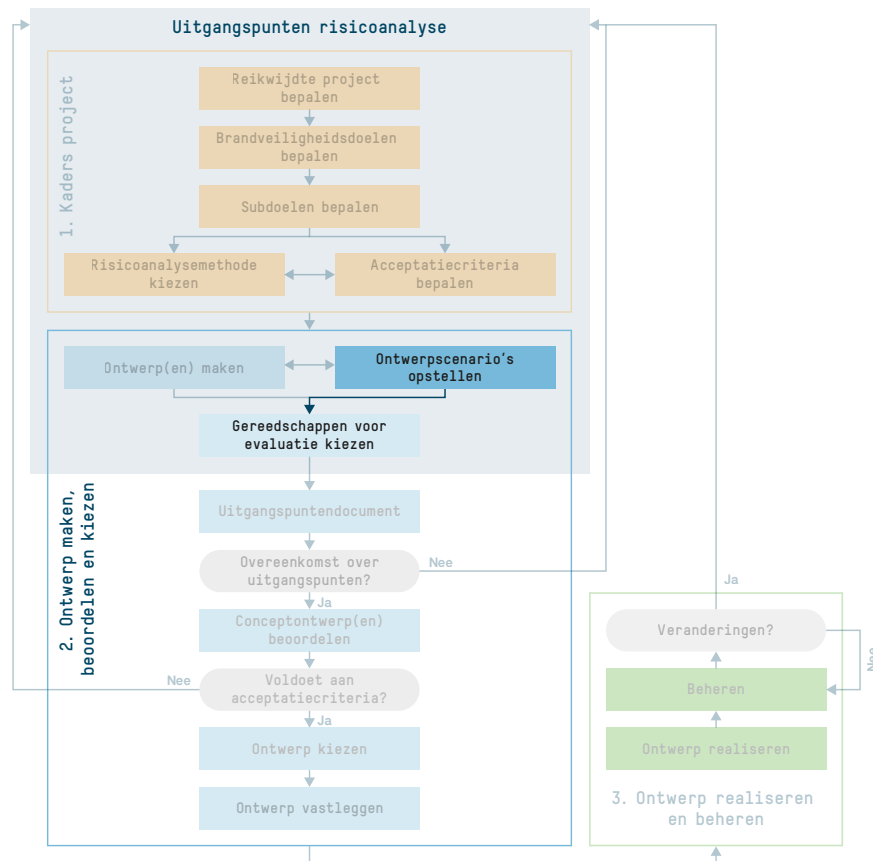 Uitgangspunten risicoanalyse
1. Kaders project
Reikwijdte project
bepalen
Brandveiligheidsdoelen
bepalen
Subdoelen bepalen
Risicoanalysemethode
kiezen
Acceptatiecriteria
bepalen
2. Ontwerp maken,
beoordelen en kiezen
Ontwerp(en) maken
Ontwerpscenario's
opstellen
Gereedschappen voor
evaluatie kiezen
Uitgangspuntendocument
Overeenkomst over
uitgangspunten?
Nee
Ja
Conceptontwerp(en)
beoordelen
Voldoet aan
acceptatiecriteria?
Nee
Ja
Ontwerp kiezen
Ontwerp vastleggen
Ja
Veranderingen?
Nee
Beheren
Ontwerp realiseren
3. Ontwerp realiseren
en beheren